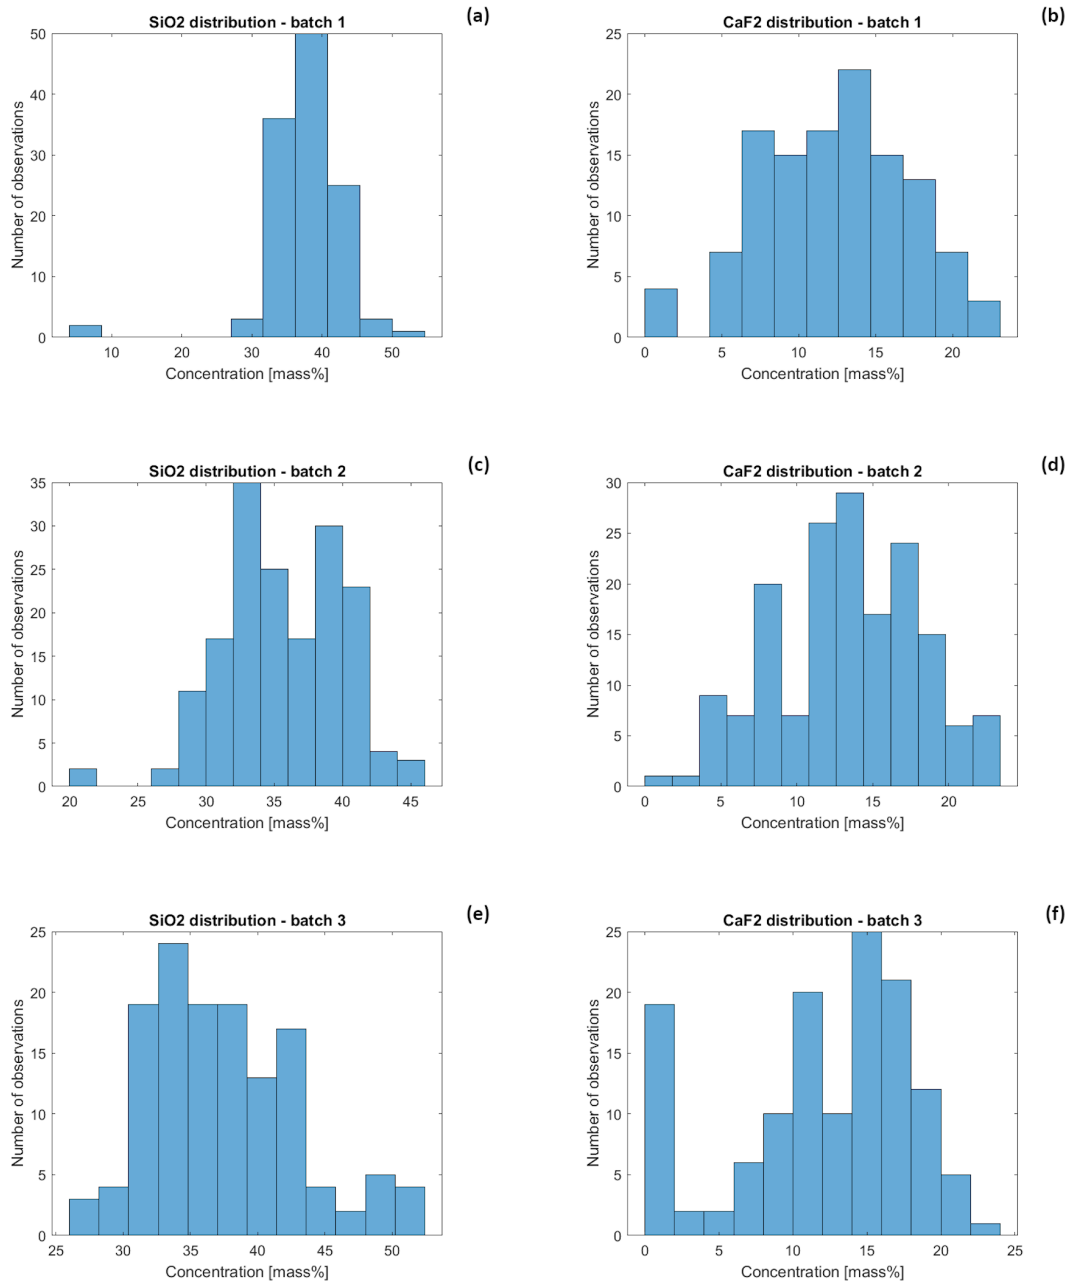 SiO2 distribution - batch 1
(a)
50
40
30
20
10
0
Number of observations
10 20 30 40 50
Concentration [mass%]
CaF2 distribution - batch 1
(b)
25
20
15
10
5
0
Number of observations
0 5 10 15 20
Concentration [mass%]
SiO2 distribution - batch 2
(c)
35
30
25
20
15
10
5
0
Number of observations
20 25 30 35 40 45
Concentration [mass%]
CaF2 distribution - batch 2
(d)
30
25
20
15
10
5
0
Number of observations
0 5 10 15 20
Concentration [mass%]
SiO2 distribution - batch 3
(e)
25
20
15
10
5
0
Number of observations
25 30 35 40 45 50
Concentration [mass%]
CaF2 distribution - batch 3
(f)
25
20
15
10
5
0
Number of observations
0 5 10 15 20 25
Concentration [mass%]